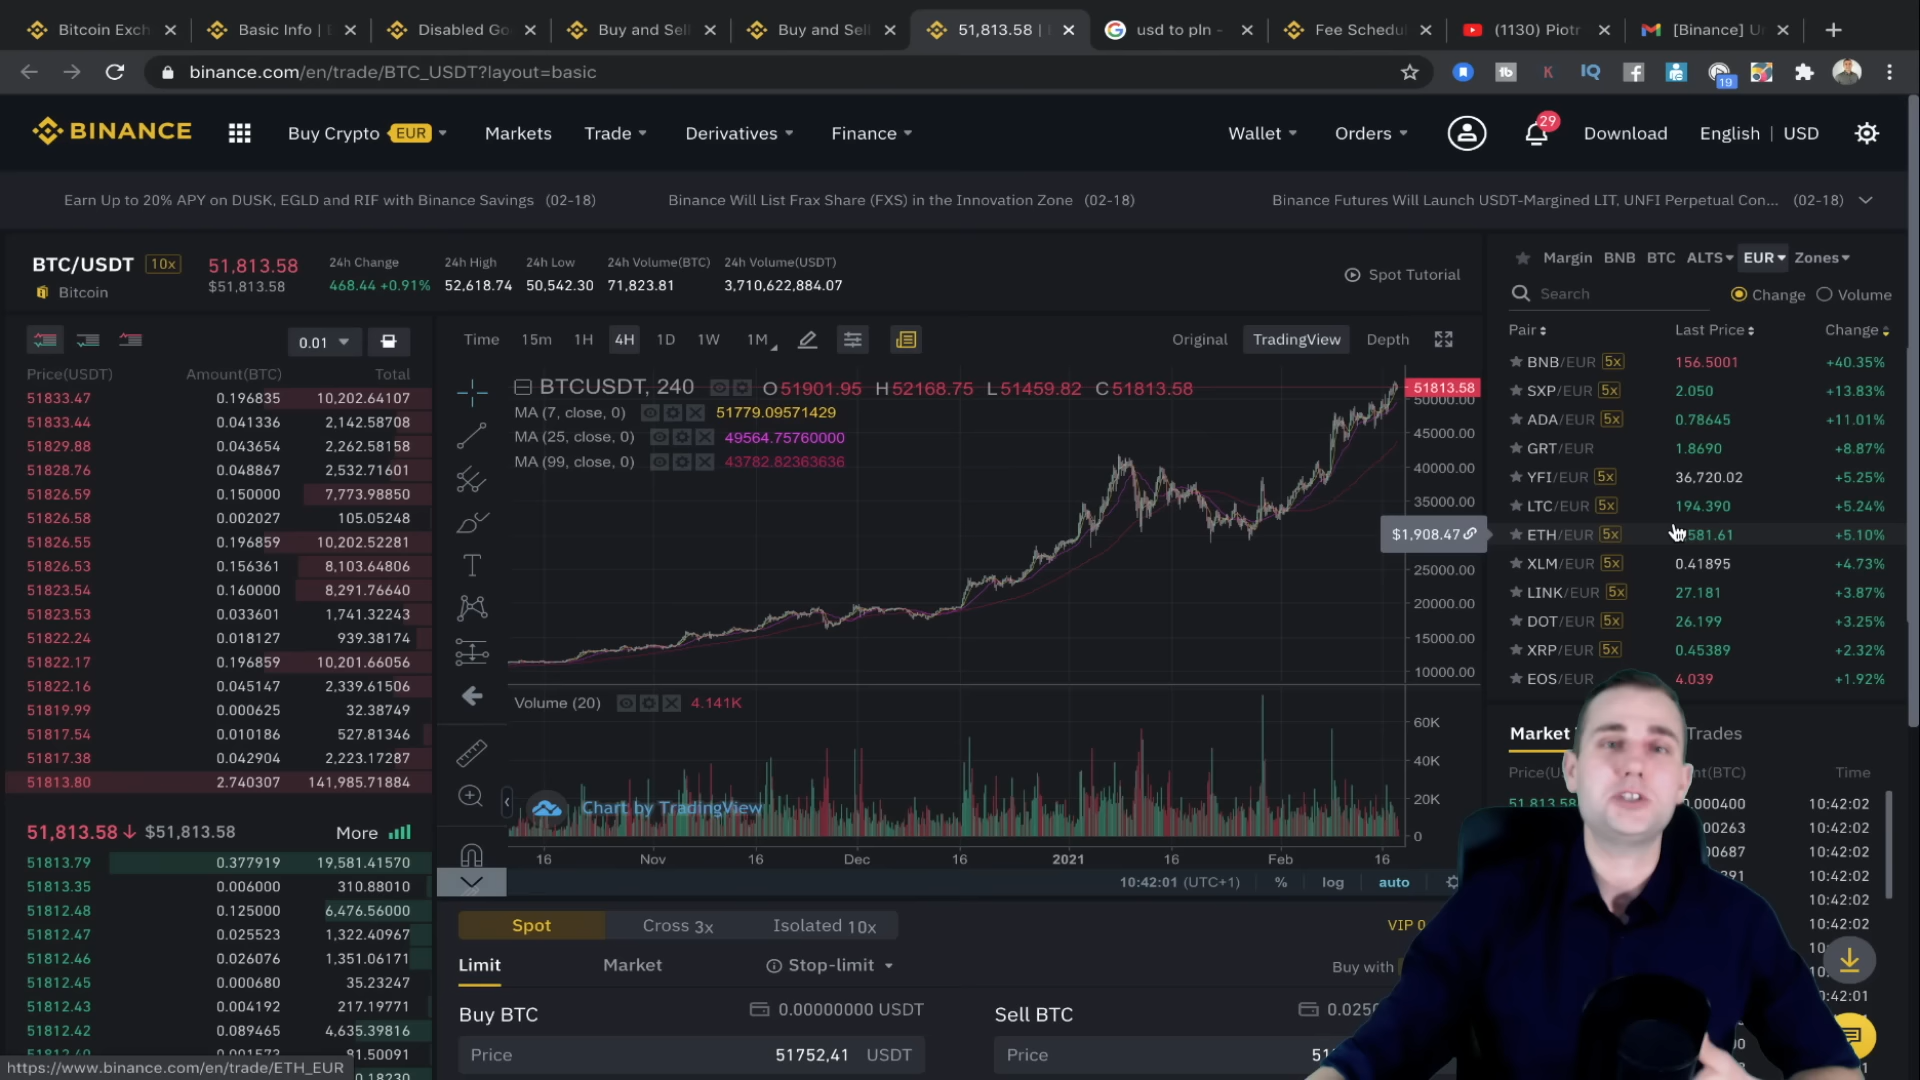 Bitcoin Exch
Basic Info |
Disabled Go
Buy and Sell
Buy and Sell
51,813.58 |
usd to pln -
Fee Schedul
(1130) Piotr
[Binance] U
binance.com/en/trade/BTC_USDT?layout=basic
19
BINANCE Buy Crypto EUR Markets Trade Derivatives Finance Wallet Orders 29 Download English | USD
Earn Up to 20% APY on DUSK, EGLD and RIF with Binance Savings (02-18) Binance Will List Frax Share (FXS) in the Innovation Zone (02-18) Binance Futures Will Launch USDT-Margined LIT, UNFI Perpetual Con... (02-18)
BTC/USDT 10x
Bitcoin
51,813.58
$51,813.58
24h Change
468.44 +0.91%
24h High
52,618.74
24h Low
50,542.30
24h Volume(BTC)
71,823.81
24h Volume(USDT)
3,710,622,884.07
Spot Tutorial
0.01
Price(USDT) Amount(BTC) Total
51833.47 0.196835 10,202.64107
51833.44 0.041336 2,142.58708
51829.88 0.043654 2,262.58158
51828.76 0.048867 2,532.71601
51826.59 0.150000 7,773.98850
51826.58 0.002027 105.05248
51826.55 0.196859 10,202.52281
51826.53 0.156361 8,103.64806
51823.54 0.160000 8,291.76640
51823.53 0.033601 1,741.32243
51822.24 0.018127 939.38174
51822.17 0.196859 10,201.66056
51822.16 0.045147 2,339.61506
51819.99 0.000625 32.38749
51817.54 0.010186 527.81346
51817.38 0.042904 2,223.17287
51813.80 2.740307 141,985.71884
51,813.58 $51,813.58 More
51813.79 0.377919 19,581.41570
51813.35 0.006000 310.88010
51812.48 0.125000 6,476.56000
51812.47 0.025523 1,322.40967
51812.46 0.026076 1,351.06171
51812.45 0.000680 35.23247
51812.43 0.004192 217.19771
51812.42 0.089465 4,635.39816
https://www.binance.com/en/trade/ETH_EUR
Time 15m 1H 4H 1D 1W 1M Original TradingView Depth
BTCUSDT, 240 O51901.95 H52168.75 L51459.82 C51813.58
MA (7, close, 0) 51779.09571429
MA (25, close, 0) 49564.75760000
MA (99, close, 0) 43782.82363636
51813.58
50000.00
45000.00
40000.00
35000.00
$1,908.47
25000.00
20000.00
15000.00
10000.00
Volume (20) 4.141K
60K
40K
20K
0
Chart by TradingView
16 Nov 16 Dec 16 2021 16 Feb 16
10:42:01 (UTC+1) % log auto
Spot Cross 3x Isolated 10x VIP 0
Limit Market Stop-limit Buy with
Buy BTC 0.00000000 USDT
Price 51752,41 USDT
Sell BTC
Price
Margin BNB BTC ALTS EUR Zones
Search Change Volume
Pair Last Price Change
BNB/EUR 5x 156.5001 +40.35%
SXP/EUR 5x 2.050 +13.83%
ADA/EUR 5x 0.78645 +11.01%
GRT/EUR 1.8690 +8.87%
YFI/EUR 5x 36,720.02 +5.25%
LTC/EUR 5x 194.390 +5.24%
ETH/EUR 5x 581.61 +5.10%
XLM/EUR 5x 0.41895 +4.73%
LINK/EUR 5x 27.181 +3.87%
DOT/EUR 5x 26.199 +3.25%
XRP/EUR 5x 0.45389 +2.32%
EOS/EUR 4.039 +1.92%
Market Trades
Time
10:42:02
10:42:02
10:42:02
10:42:02
10:42:02
10:42:02